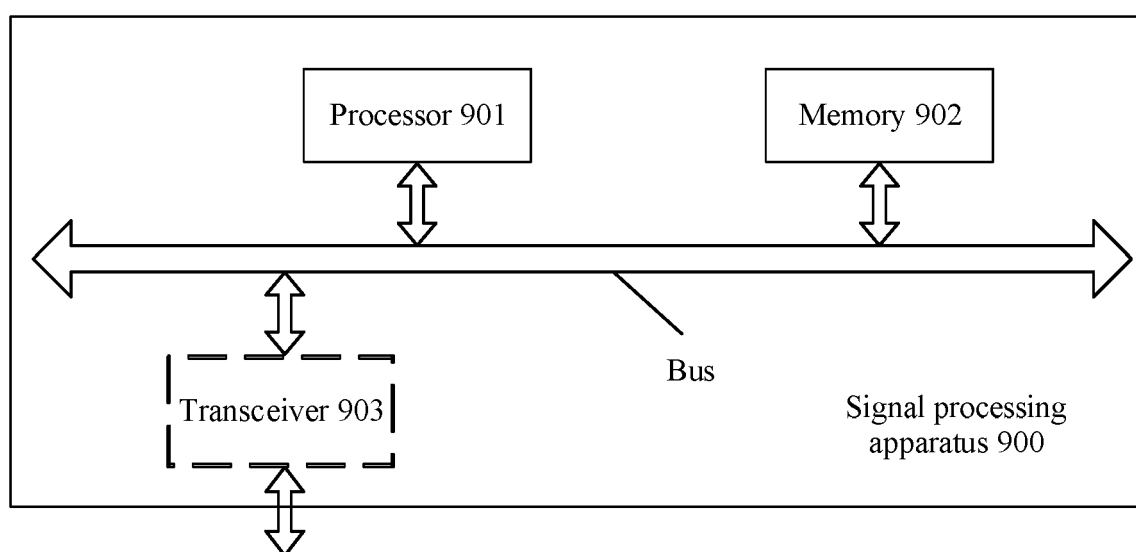 Processor 901
Memory 902
Bus
Transceiver 903
Signal processing
apparatus 900